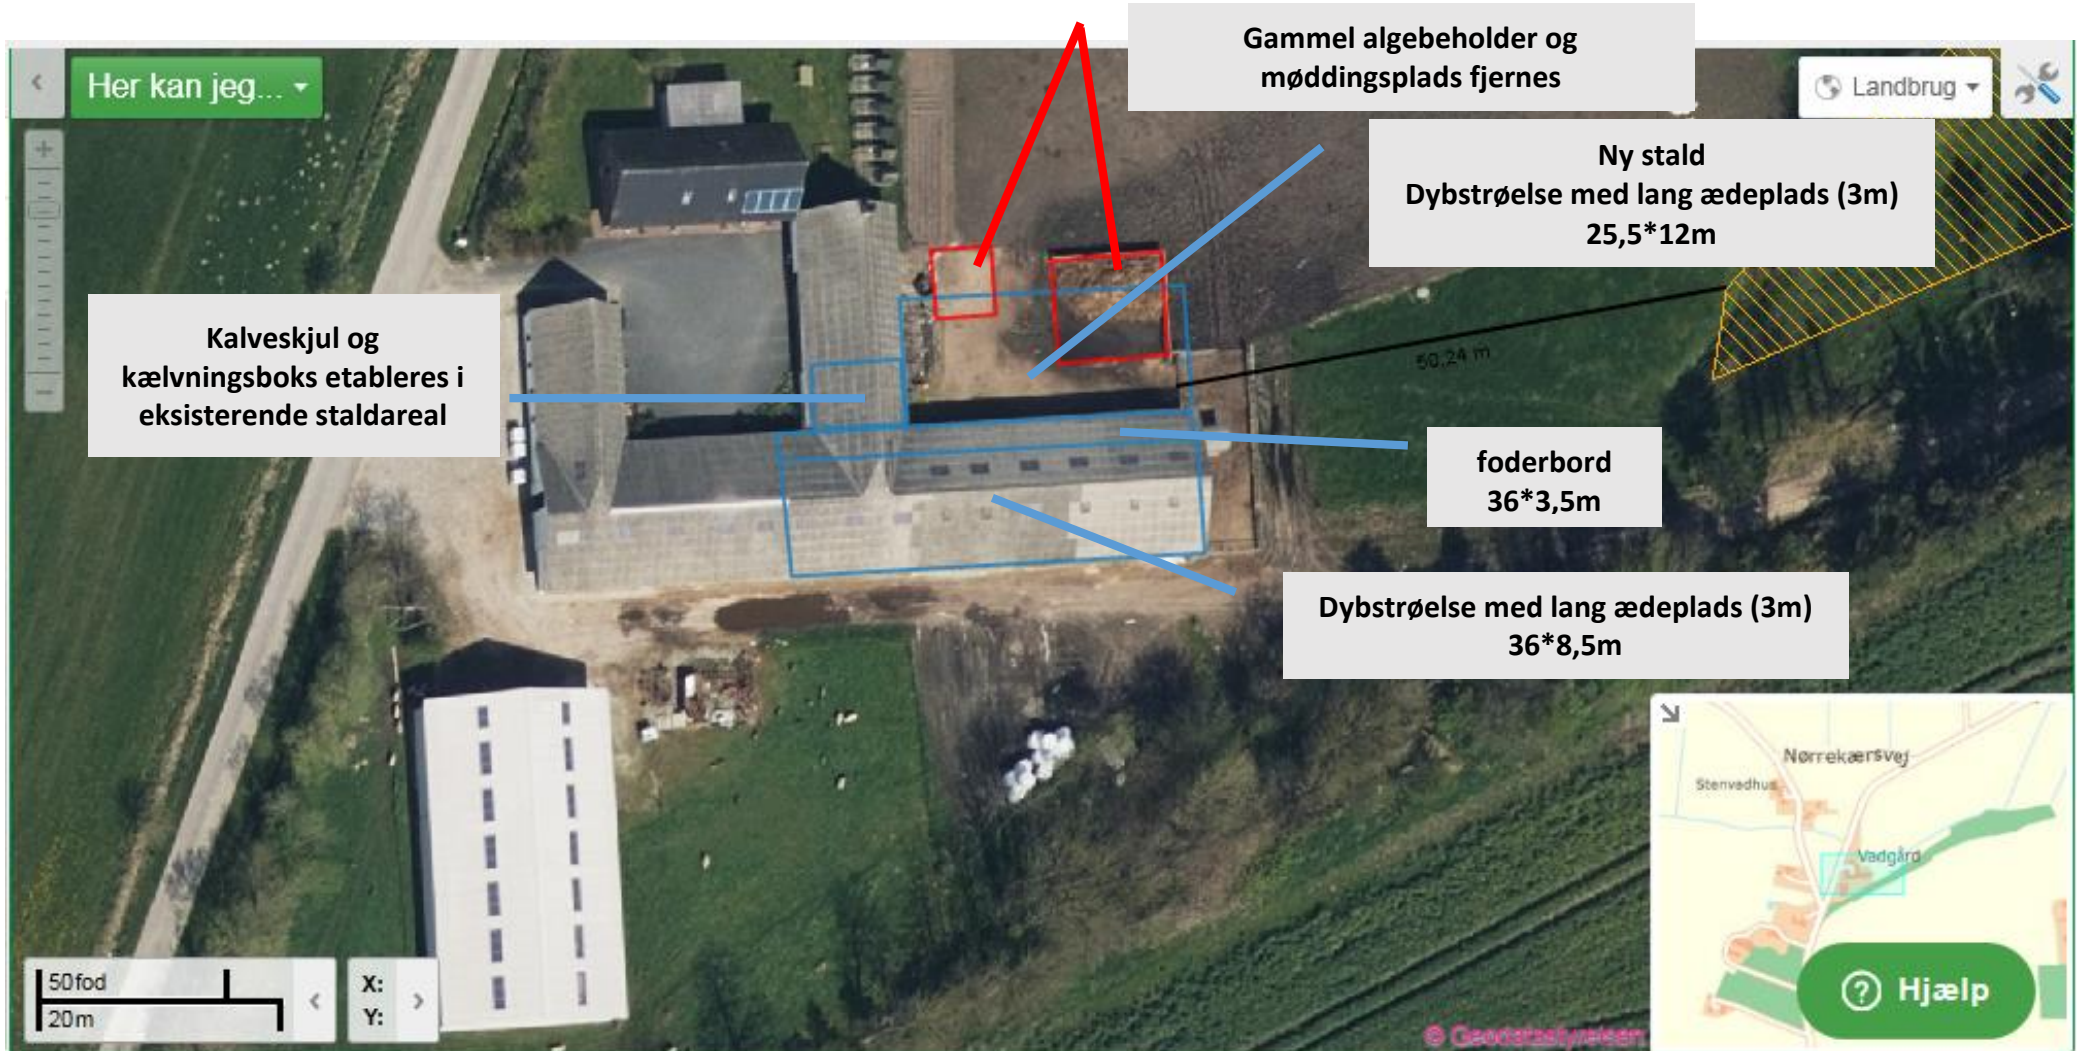 Gammel algebeholder og
møddingsplads fjernes
Her kan jeg...
Landbrug
Ny stald
Dybstrøelse med lang ædeplads (3m)
25,5*12m
Kalveskjul og
kælvningsboks etableres i
eksisterende staldareal
50,24 m
foderbord
36*3,5m
Dybstrøelse med lang ædeplads (3m)
36*8,5m
Nørrekærsvej
Stenvadhus
Vadgård
50fod
20m
X:
Y:
Hjælp
© Geodatastyrelsen